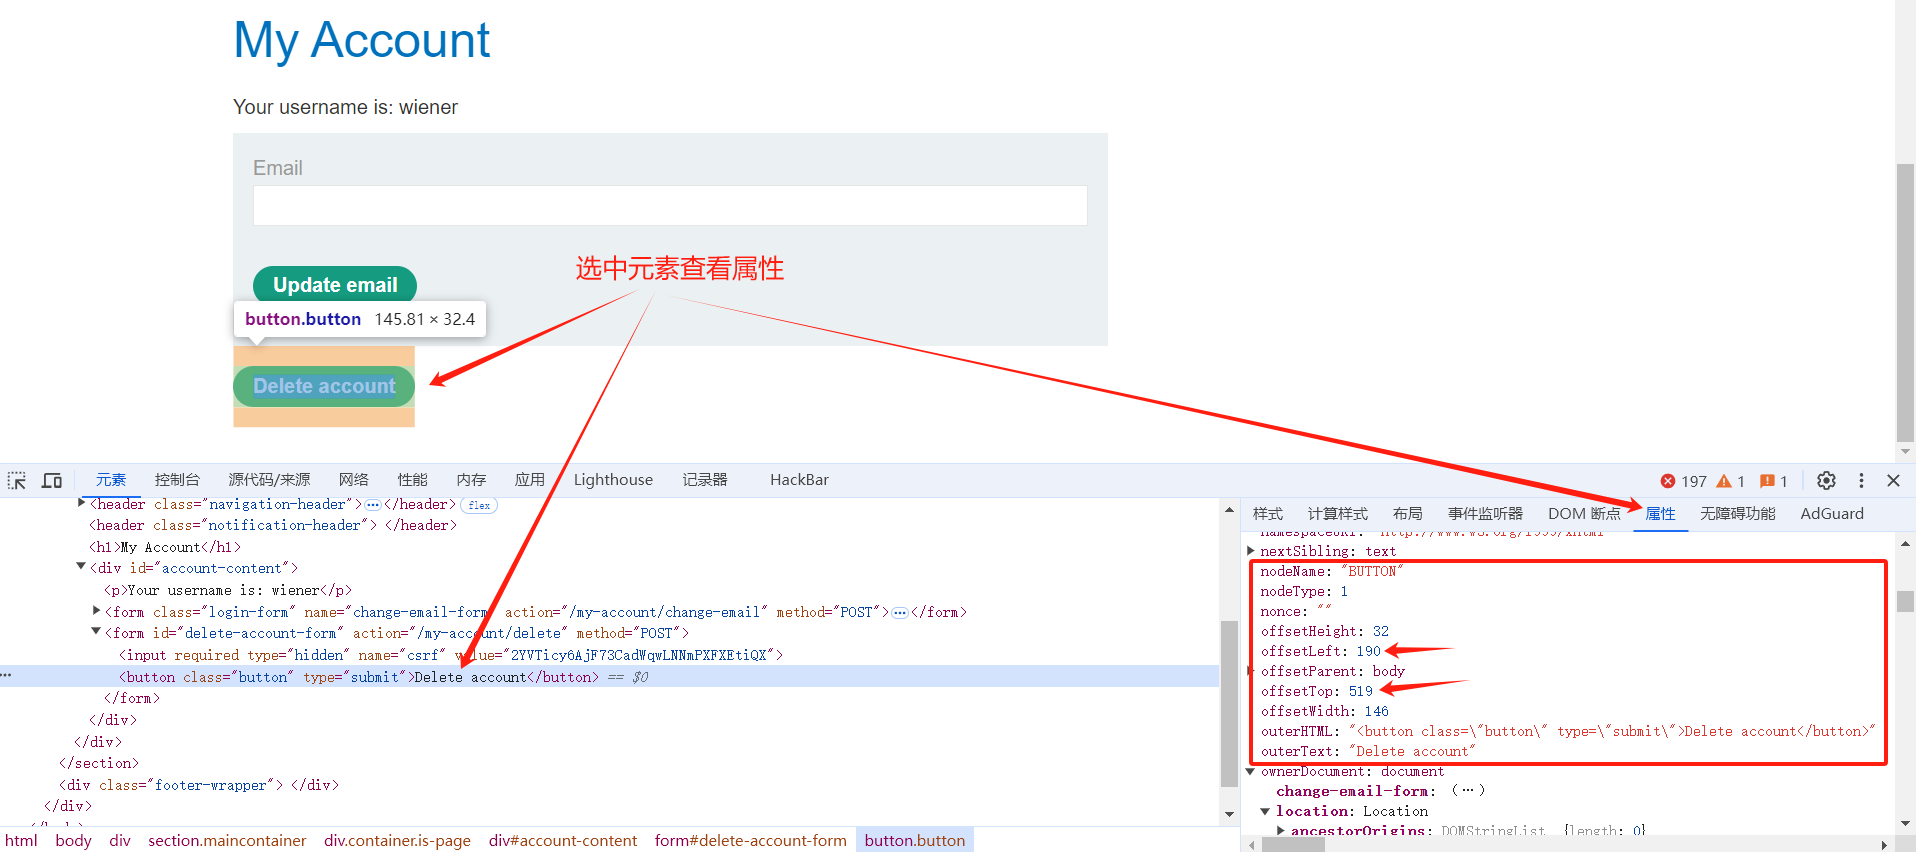 My Account
Your username is: wiener
Email
Update email
选中元素查看属性
button.button 145.81 × 32.4
Delete account
元素 控制台 源代码/来源 网络 性能 内存 应用 Lighthouse 记录器 HackBar 197 1 1
<header class="navigation-header">…</header> flex
<header class="notification-header"> </header>
<h1>My Account</h1>
<div id="account-content">
<p>Your username is: wiener</p>
<form class="login-form" name="change-email-form" action="/my-account/change-email" method="POST">…</form>
<form id="delete-account-form" action="/my-account/delete" method="POST">
<input required type="hidden" name="csrf" value="2YVTicy6AjF73CadWqwLNNmPXFXEtiQX">
<button class="button" type="submit">Delete account</button> == $0
</form>
</div>
</div>
</section>
<div class="footer-wrapper"> </div>
</div>
html body div section.maincontainer div.container.is-page div#account-content form#delete-account-form button.button
样式 计算样式 布局 事件监听器 DOM 断点 属性 无障碍功能 AdGuard
namespaceURI: "http://www.w3.org/1999/xhtml"
nextSibling: text
nodeName: "BUTTON"
nodeType: 1
nonce: ""
offsetHeight: 32
offsetLeft: 190
offsetParent: body
offsetTop: 519
offsetWidth: 146
outerHTML: "<button class=\"button\" type=\"submit\">Delete account</button>"
outerText: "Delete account"
ownerDocument: document
change-email-form: (…)
location: Location
ancestorOrigins: DOMStringList {length: 0}